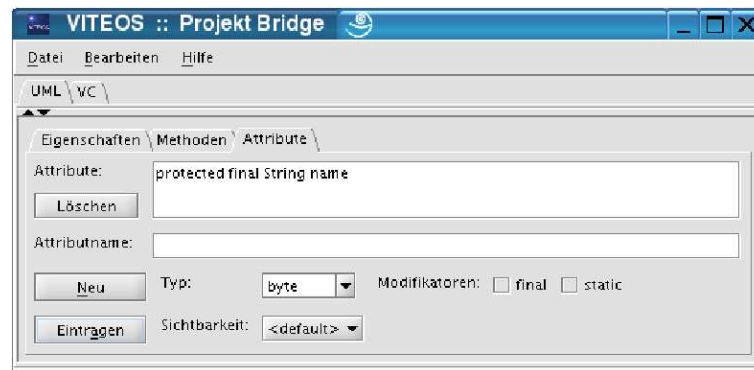 VITEOS :: Projekt Bridge
Datei Bearbeiten Hilfe
UML VC
Eigenschaften Methoden Attribute
Attribute: protected final String name
Löschen
Attributname:
Neu Typ: byte Modifikatoren: final static
Eintragen Sichtbarkeit: <default>